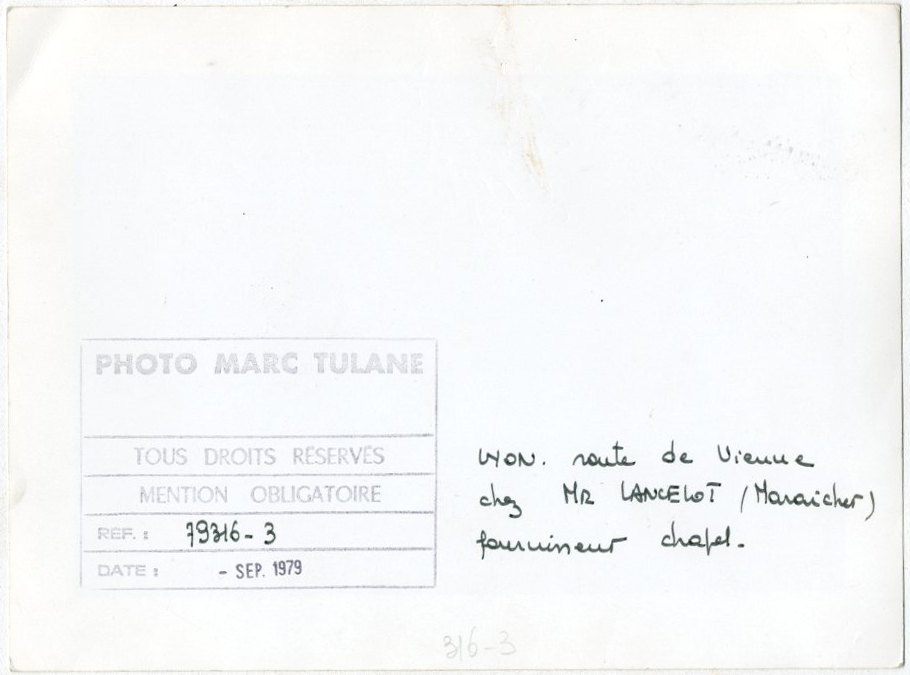 PHOTO MARC TULANE
TOUS DROITS RÉSERVÉS
MENTION OBLIGATOIRE
REF. : 79316-3
DATE : - SEP. 1979
LYON. route de Vienne
chez MR LANCELOT (Maraicher)
fournisseur chapel.
316-3